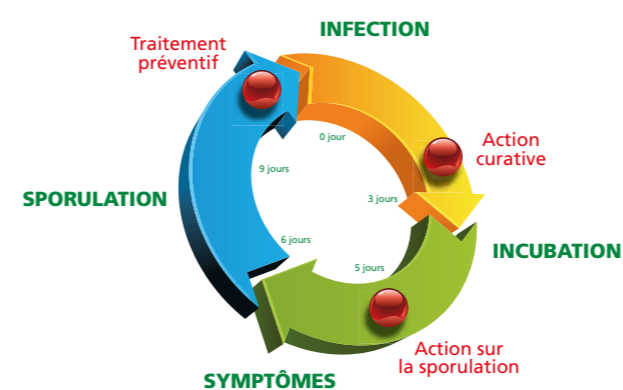 INFECTION
Traitement
préventif
0 jour
Action
curative
9 jours
SPORULATION
3 jours
6 jours
INCUBATION
5 jours
Action sur
la sporulation
SYMPTÔMES